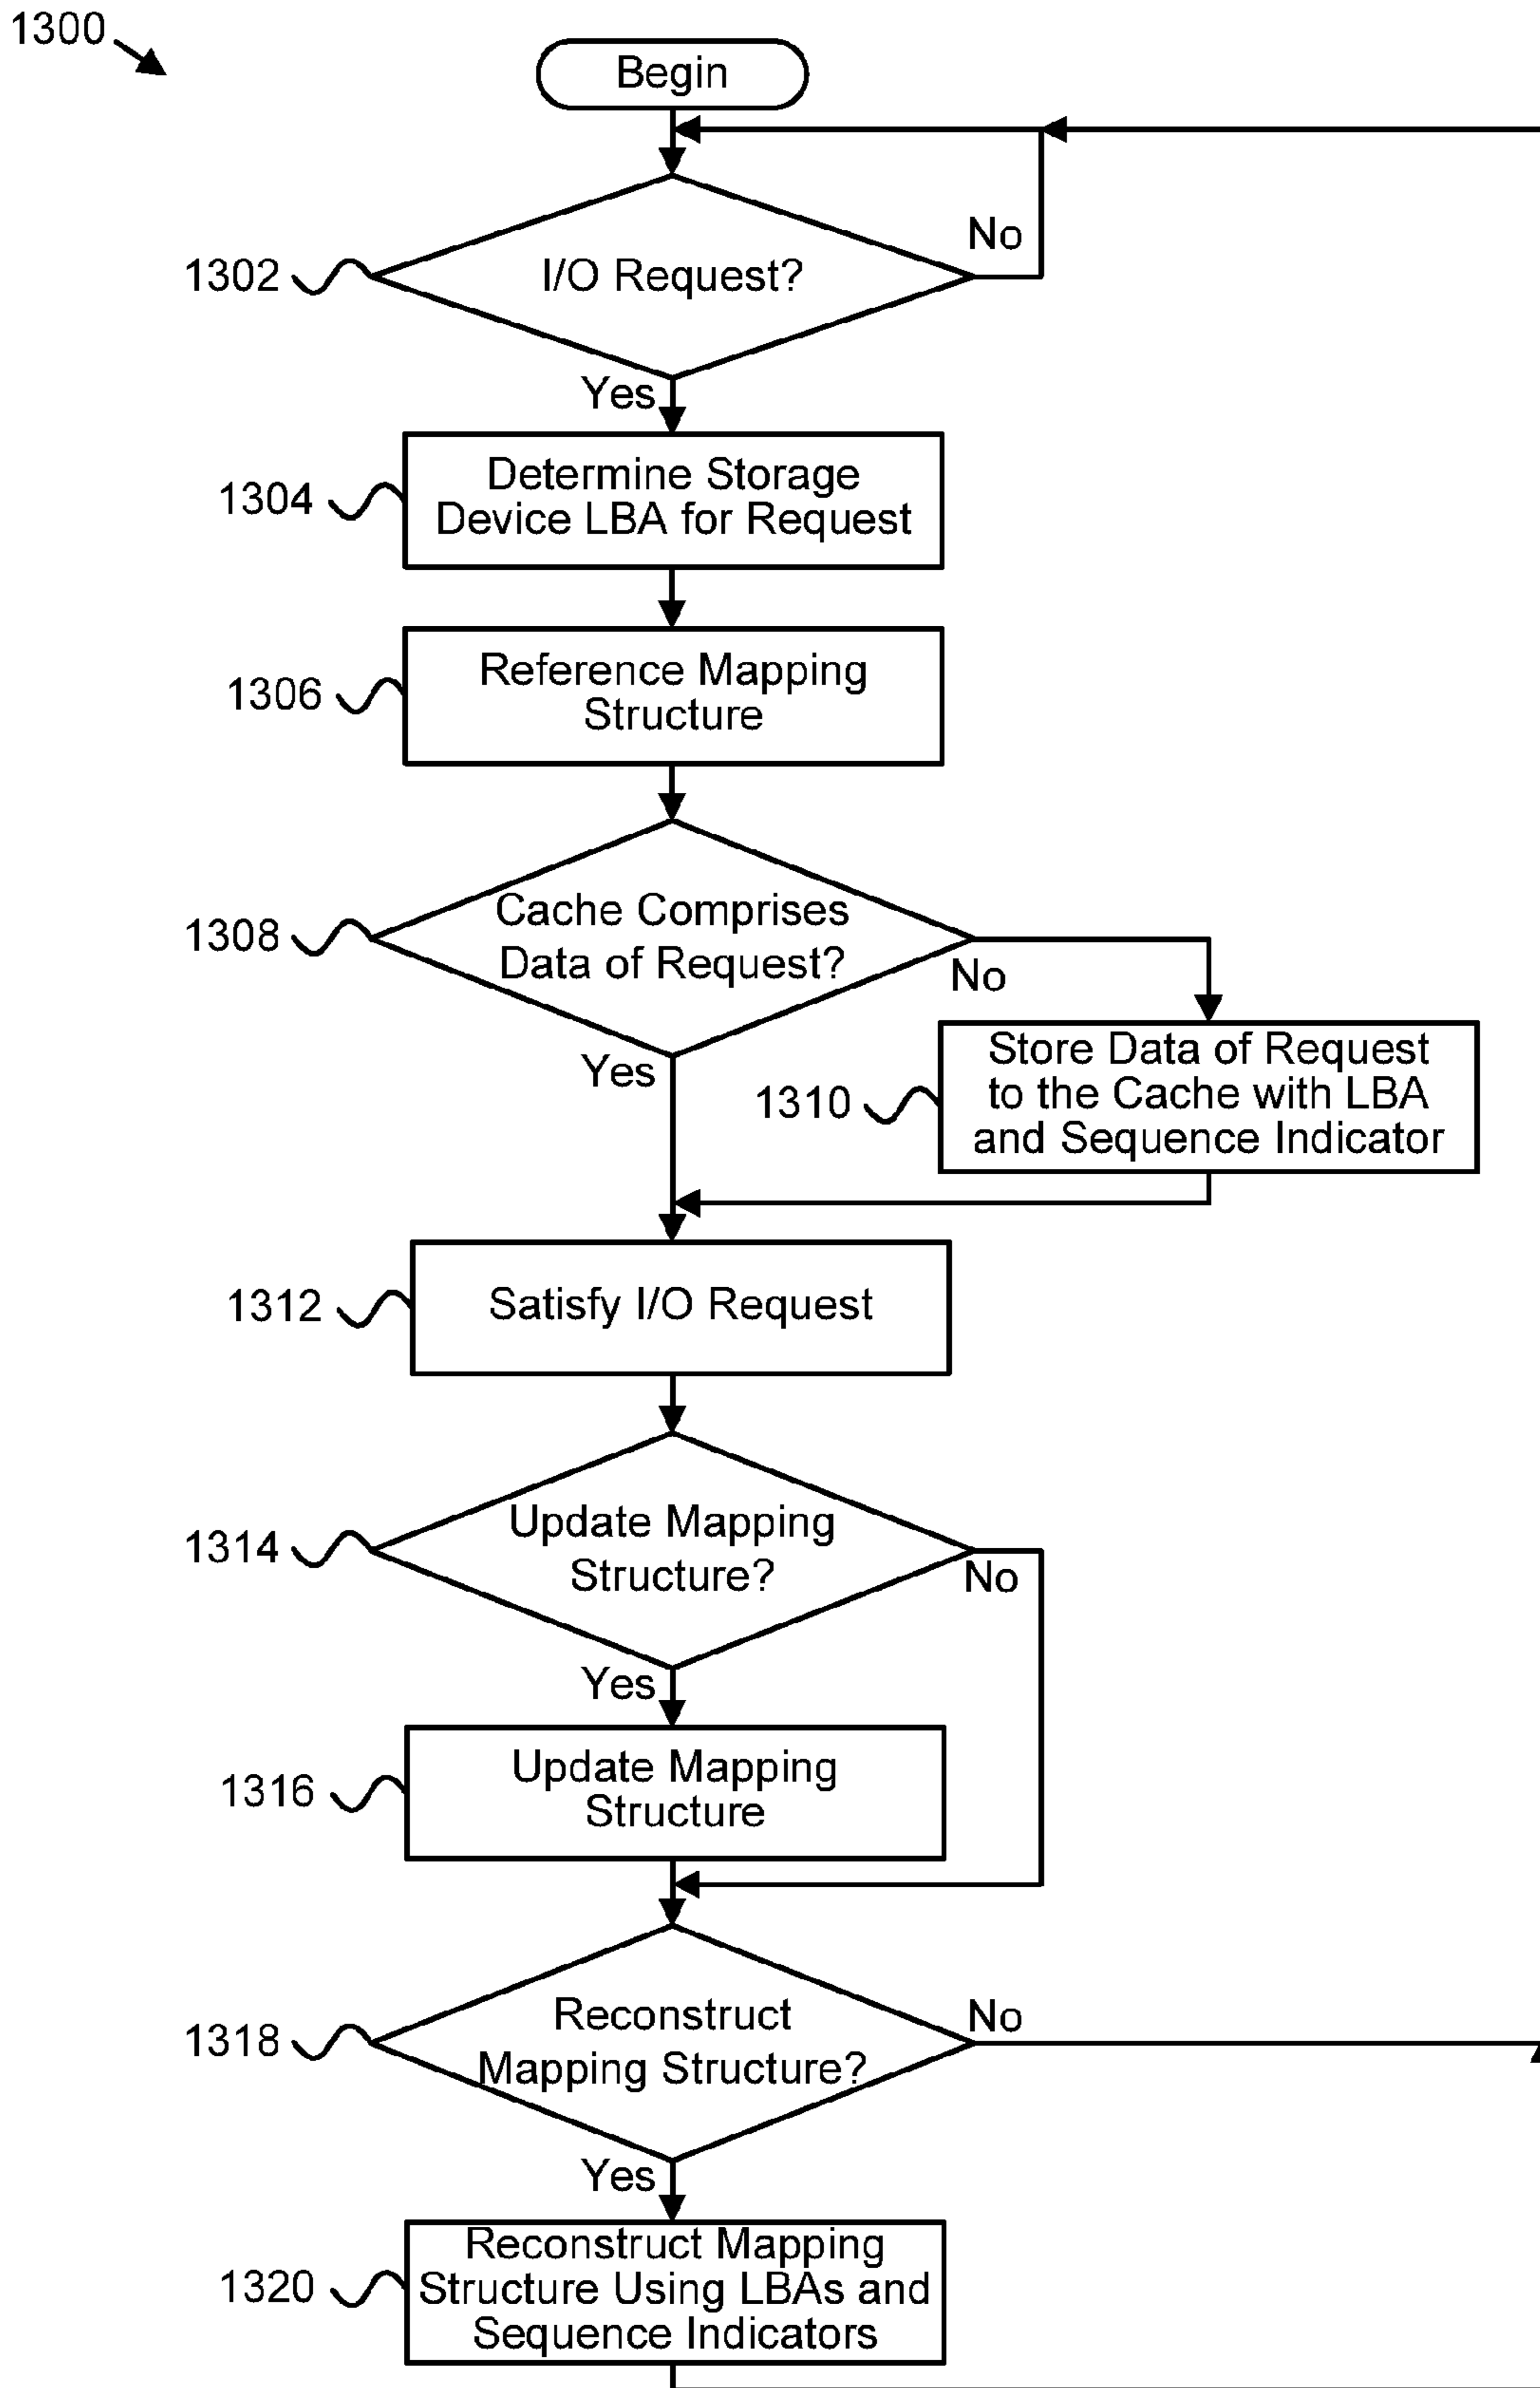 1300
Begin
No
1302
I/O Request?
Yes
1304
Determine Storage
Device LBA for Request
1306
Reference Mapping
Structure
1308
Cache Comprises
Data of Request?
No
Yes
1310
Store Data of Request
to the Cache with LBA
and Sequence Indicator
1312
Satisfy I/O Request
1314
Update Mapping
Structure?
No
Yes
1316
Update Mapping
Structure
1318
Reconstruct
Mapping Structure?
No
Yes
1320
Reconstruct Mapping
Structure Using LBAs and
Sequence Indicators